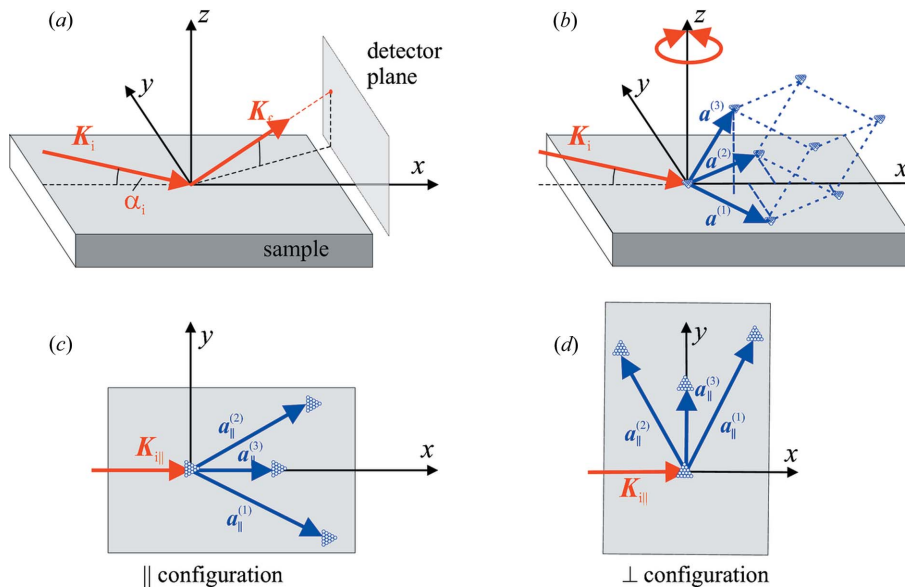 (a)
z
y
detector
plane
K_f
K_i
x
α_i
sample
(b)
z
y
a^(3)
K_i
a^(2)
x
a^(1)
(c)
y
a_∥^(2)
a_∥^(3)
K_i∥
x
a_∥^(1)
∥ configuration
(d)
y
a_∥^(3)
a_∥^(2)
a_∥^(1)
x
K_i∥
⊥ configuration